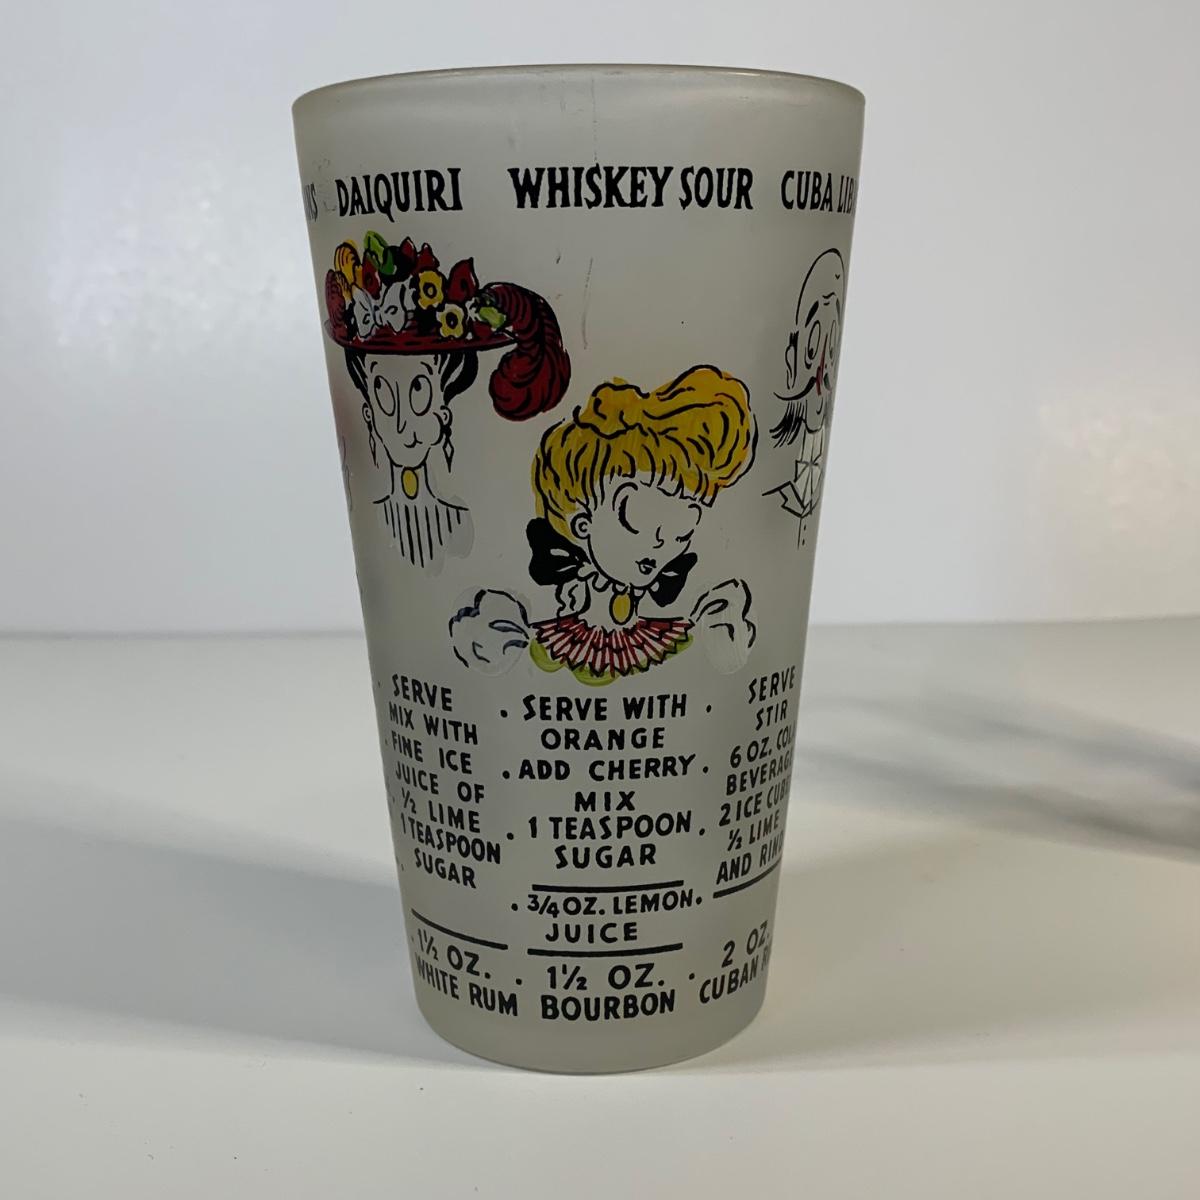 DAIQUIRI
SERVE
MIX WITH
FINE ICE
JUICE OF
½ LIME
1 TEASPOON
SUGAR
1½ OZ.
WHITE RUM
WHISKEY SOUR
. SERVE WITH .
ORANGE
. ADD CHERRY .
MIX
. 1 TEASPOON .
SUGAR
. 3/4 OZ. LEMON .
JUICE
. 1½ OZ. .
BOURBON
CUBA
SERVE
STIR
6 OZ.
2 ICE
½ LIME
AND
2 OZ.
CUBAN